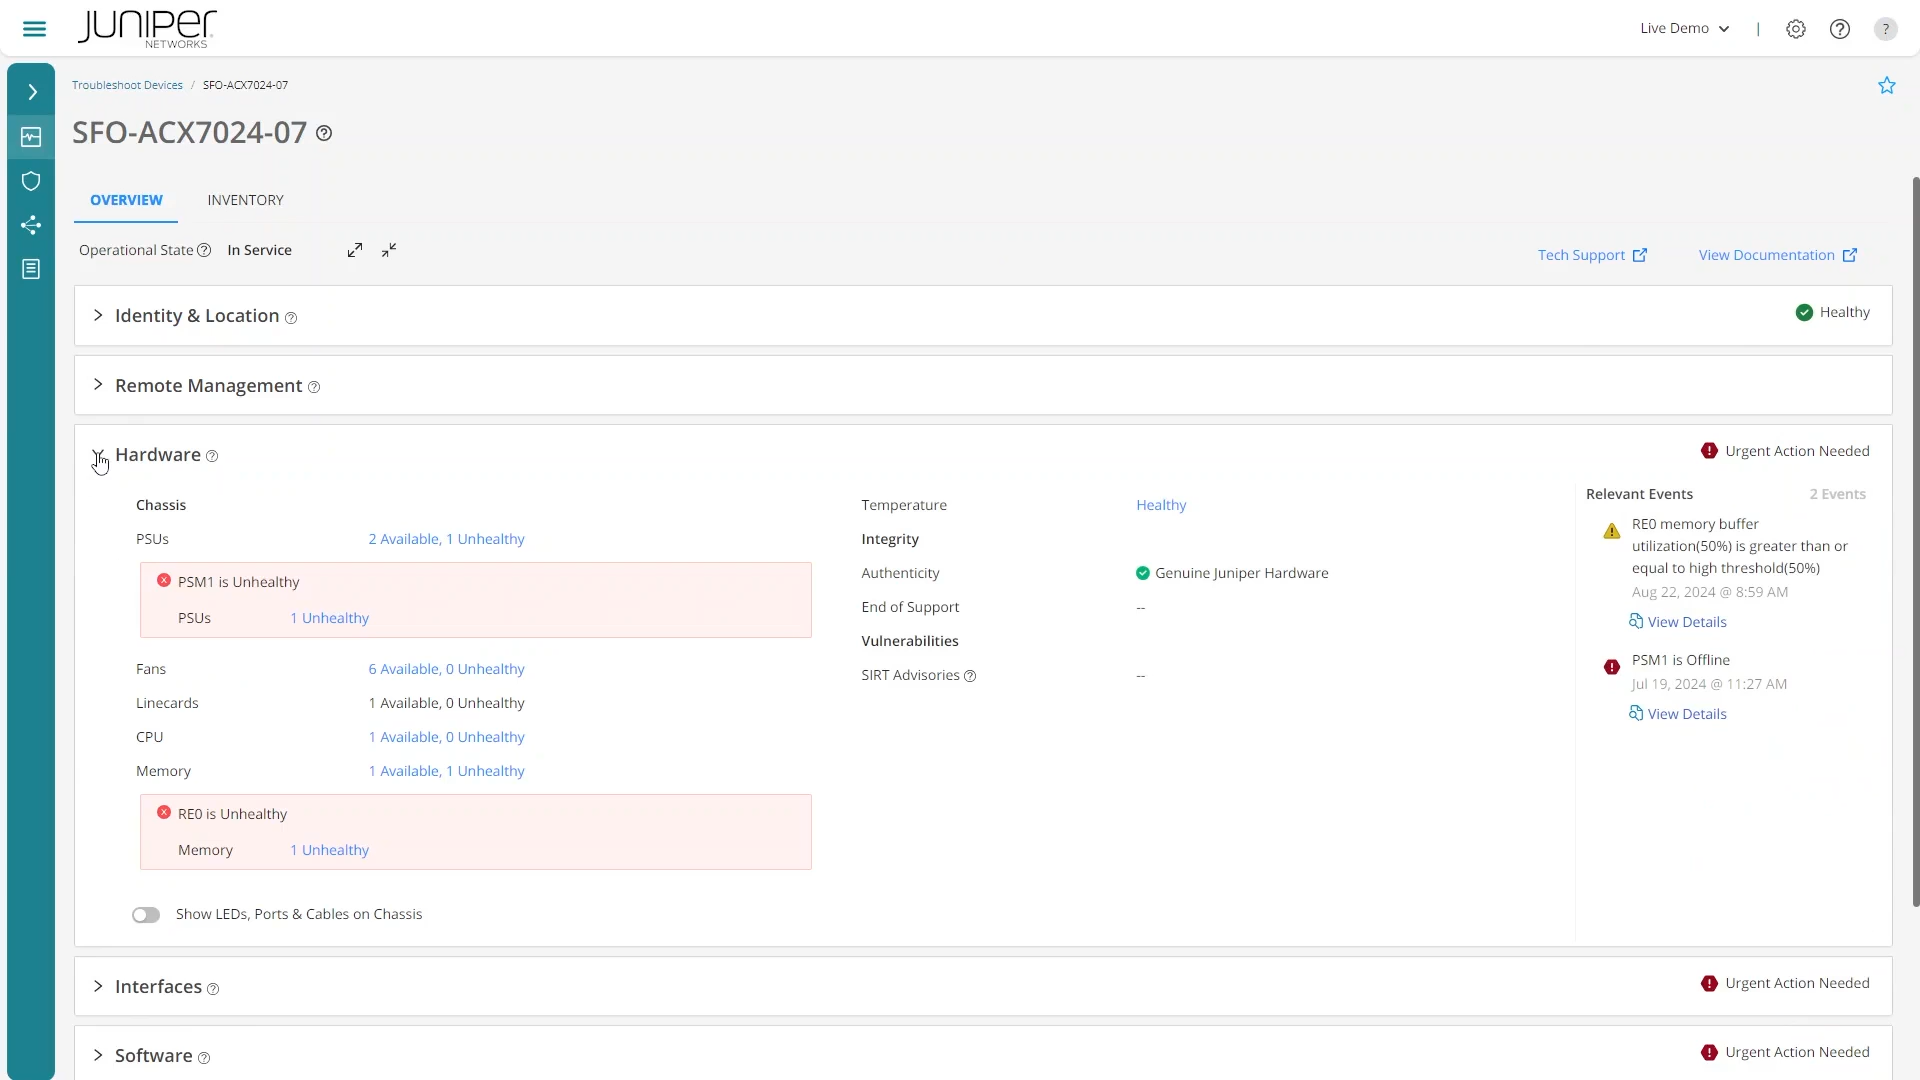 JUNIPER
NETWORKS
Live Demo
|
?
?
Troubleshoot Devices / SFO-ACX7024-07
SFO-ACX7024-07 ?
OVERVIEW INVENTORY
Operational State ? In Service
Tech Support View Documentation
Identity & Location ? Healthy
Remote Management ?
Hardware ? Urgent Action Needed
Chassis
PSUs 2 Available, 1 Unhealthy
PSM1 is Unhealthy
PSUs 1 Unhealthy
Fans 6 Available, 0 Unhealthy
Linecards 1 Available, 0 Unhealthy
CPU 1 Available, 0 Unhealthy
Memory 1 Available, 1 Unhealthy
RE0 is Unhealthy
Memory 1 Unhealthy
Show LEDs, Ports & Cables on Chassis
Temperature Healthy
Integrity
Authenticity Genuine Juniper Hardware
End of Support --
Vulnerabilities
SIRT Advisories ? --
Relevant Events 2 Events
RE0 memory buffer
utilization(50%) is greater than or
equal to high threshold(50%)
Aug 22, 2024 @ 8:59 AM
View Details
PSM1 is Offline
Jul 19, 2024 @ 11:27 AM
View Details
Interfaces ? Urgent Action Needed
Software ? Urgent Action Needed